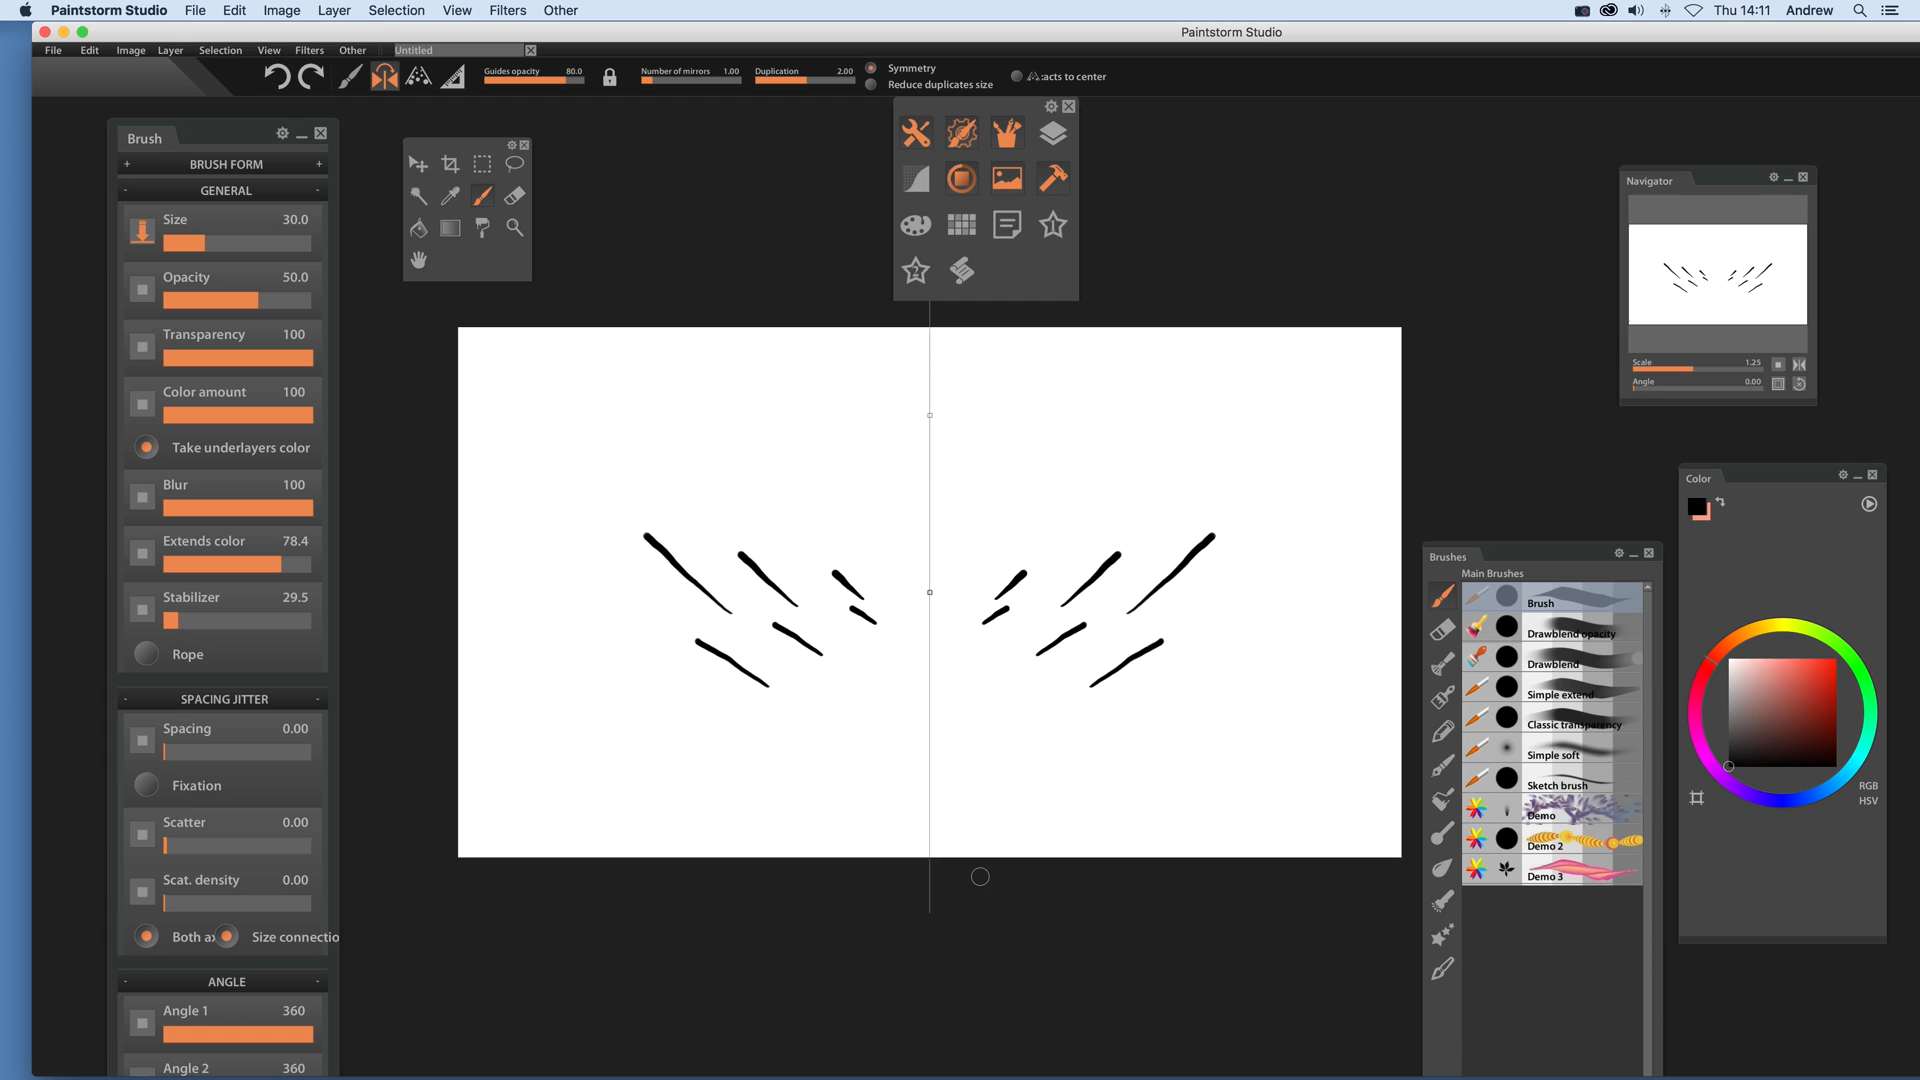 Paintstorm Studio File Edit Image Layer Selection View Filters Other Thu 14:11 Andrew
Paintstorm Studio
File Edit Image Layer Selection View Filters Other Untitled
Guides opacity 80.0 Number of mirrors 1.00 Duplication 2.00 Symmetry
Reduce duplicates size
:acts to center
Brush
+ BRUSH FORM +
- GENERAL -
Size 30.0
Opacity 50.0
Transparency 100
Color amount 100
Take underlayers color
Blur 100
Extends color 78.4
Stabilizer 29.5
Rope
- SPACING JITTER -
Spacing 0.00
Fixation
Scatter 0.00
Scat. density 0.00
Both ax Size connectio
- ANGLE -
Angle 1 360
Angle 2 360
1
2
Navigator
Scale 1.25
Angle 0.00
Brushes
Main Brushes
Brush
Drawblend opacity
Drawblend
Simple extend
Classic transparency
Simple soft
Sketch brush
Demo
Demo 2
Demo 3
Color
RGB
HSV